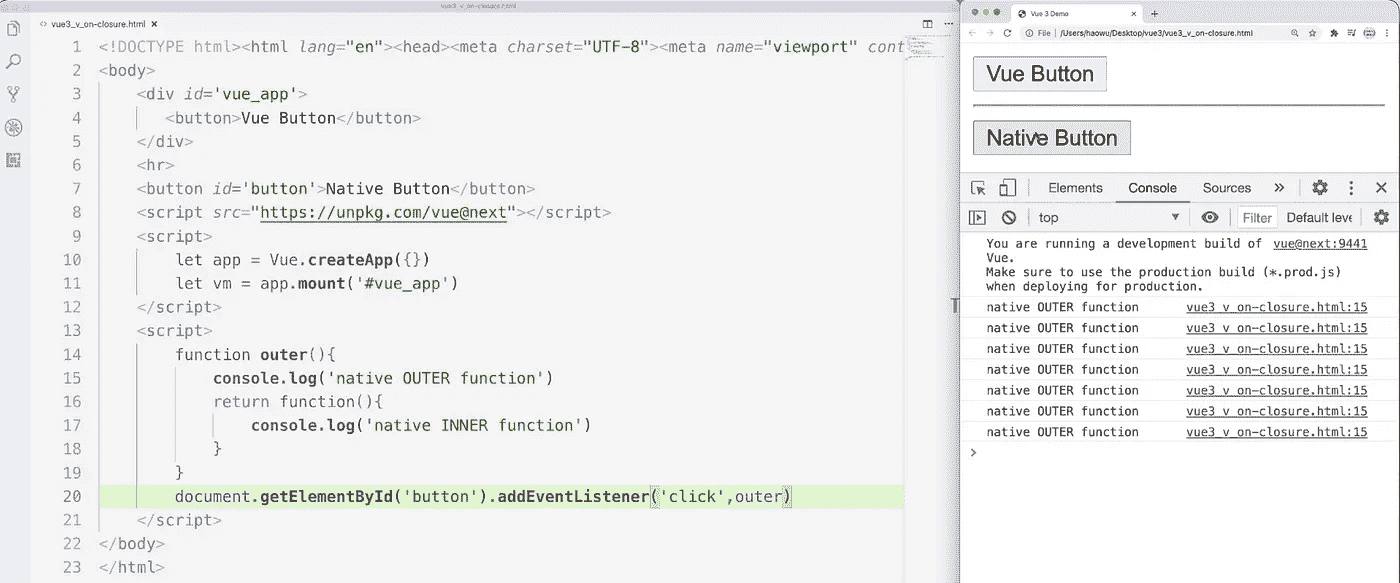 vue3_v_on-closure.html
<> vue3_v_on-closure.html ×
1 <!DOCTYPE html><html lang="en"><head><meta charset="UTF-8"><meta name="viewport" cont
2 <body>
3 <div id='vue_app'>
4 <button>Vue Button</button>
5 </div>
6 <hr>
7 <button id='button'>Native Button</button>
8 <script src="https://unpkg.com/vue@next"></script>
9 <script>
10 let app = Vue.createApp({})
11 let vm = app.mount('#vue_app')
12 </script>
13 <script>
14 function outer(){
15 console.log('native OUTER function')
16 return function(){
17 console.log('native INNER function')
18 }
19 }
20 document.getElementById('button').addEventListener('click',outer)
21 </script>
22 </body>
23 </html>
Vue 3 Demo
File | /Users/haowu/Desktop/vue3/vue3_v_on-closure.html
Vue Button
Native Button
Elements Console Sources »
top Filter Default leve
You are running a development build of vue@next:9441
Vue.
Make sure to use the production build (*.prod.js)
when deploying for production.
native OUTER function vue3_v_on-closure.html:15
native OUTER function vue3_v_on-closure.html:15
native OUTER function vue3_v_on-closure.html:15
native OUTER function vue3_v_on-closure.html:15
native OUTER function vue3_v_on-closure.html:15
native OUTER function vue3_v_on-closure.html:15
native OUTER function vue3_v_on-closure.html:15
>